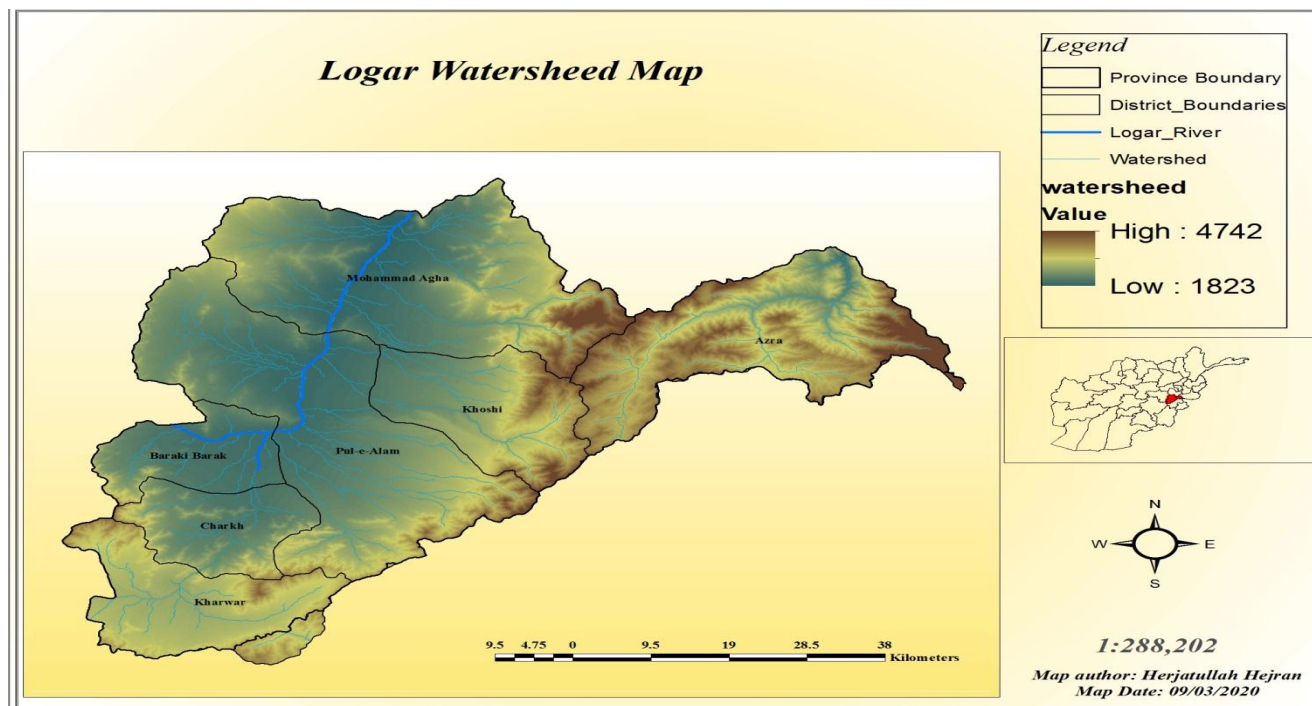 Logar Watersheed Map
Legend
Province Boundary
District_Boundaries
Logar_River
Watershed
watersheed
Value
High : 4742
Low : 1823
Mohammad Agha
Azra
Khoshi
Baraki Barak
Pul-e-Alam
Charkh
Kharwar
9.5 4.75 0 9.5 19 28.5 38
Kilometers
N
W E
S
1:288,202
Map author: Herjatullah Hejran
Map Date: 09/03/2020